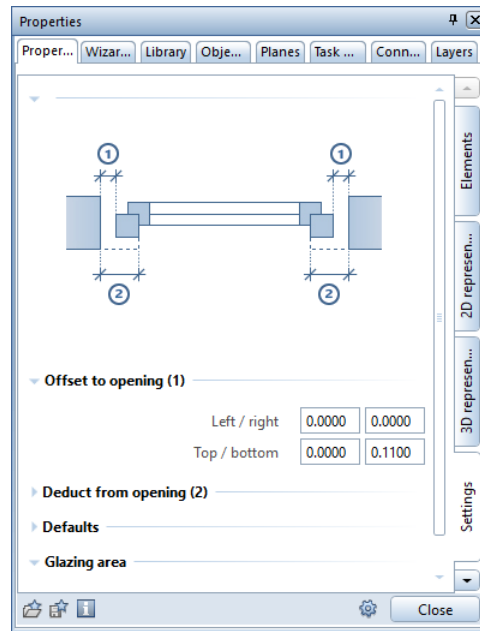 Properties
Proper... Wizar... Library Obje... Planes Task ... Conn... Layers
1 1
2 2
Offset to opening (1)
Left / right 0.0000 0.0000
Top / bottom 0.0000 0.1100
Deduct from opening (2)
Defaults
Glazing area
Elements
2D represen...
3D represen...
Settings
Close